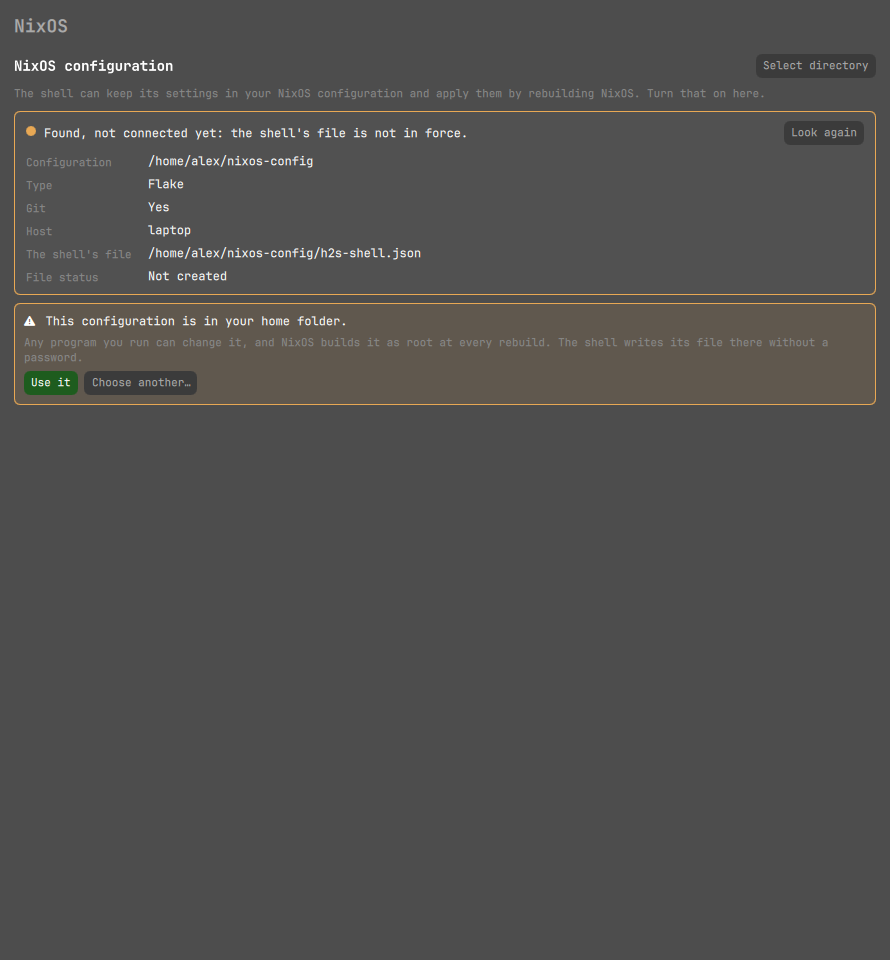 NixOS
NixOS configuration
Select directory
The shell can keep its settings in your NixOS configuration and apply them by rebuilding NixOS. Turn that on here.
Found, not connected yet: the shell's file is not in force.
Look again
Configuration /home/alex/nixos-config
Type Flake
Git Yes
Host laptop
The shell's file /home/alex/nixos-config/h2s-shell.json
File status Not created
This configuration is in your home folder.
Any program you run can change it, and NixOS builds it as root at every rebuild. The shell writes its file there without a
password.
Use it Choose another…